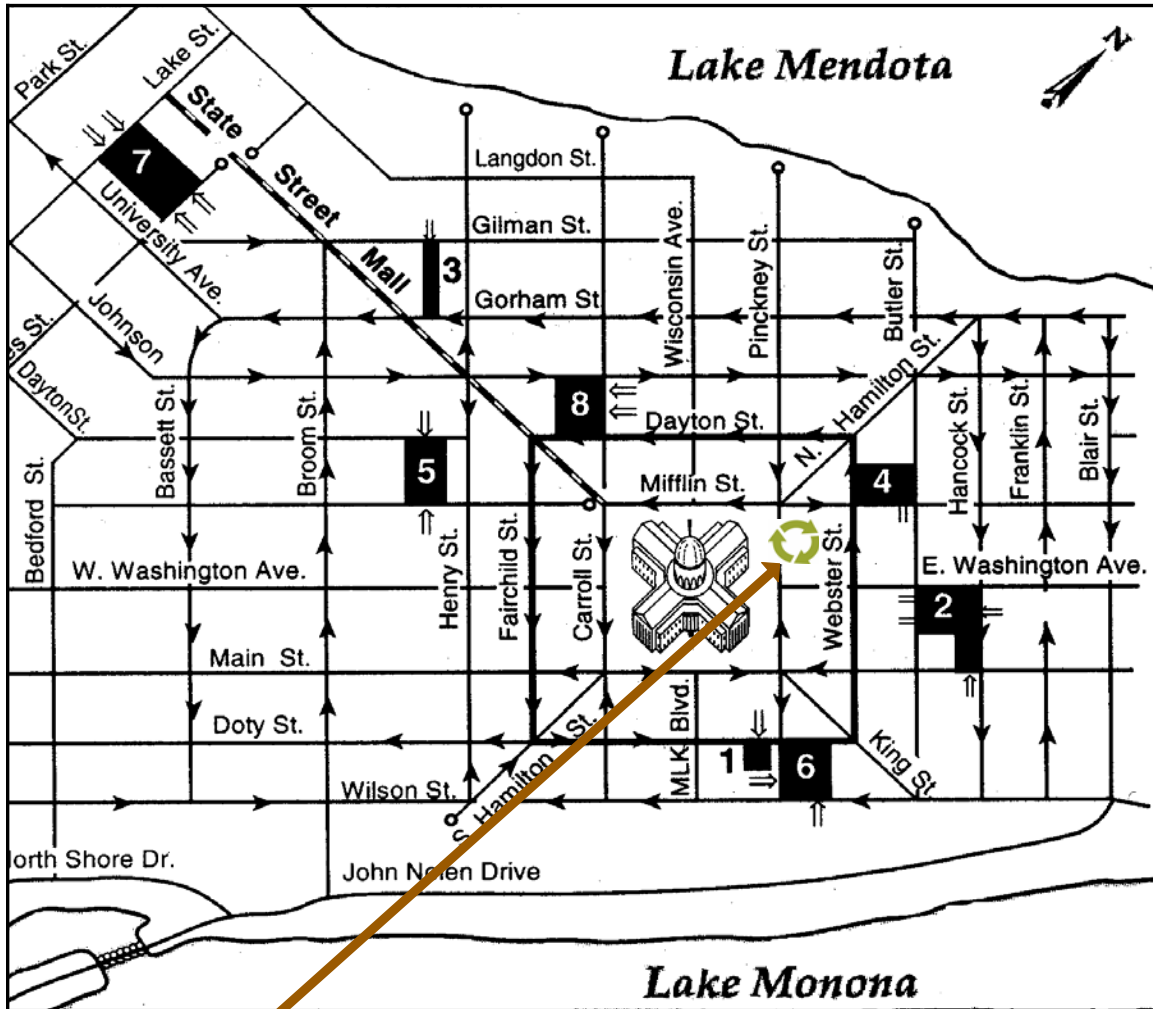 Lake Mendota
N
Park St.
Lake St.
State
Street
Mall
7
University Ave.
Langdon St.
Gilman St.
3
Gorham St
Wisconsin Ave.
Pinckney St.
Butler St.
Johnson
Dayton St.
Bassett St.
Broom St.
8
Dayton St.
N. Hamilton St.
Hancock St.
Franklin St.
Blair St.
5
Mifflin St.
4
Bedford St.
W. Washington Ave.
Henry St.
Fairchild St.
Carroll St.
Webster St.
E. Washington Ave.
2
Main St.
Doty St.
MLK Blvd.
1
6
King St.
Wilson St.
S. Hamilton St.
North Shore Dr.
John Nolen Drive
Lake Monona